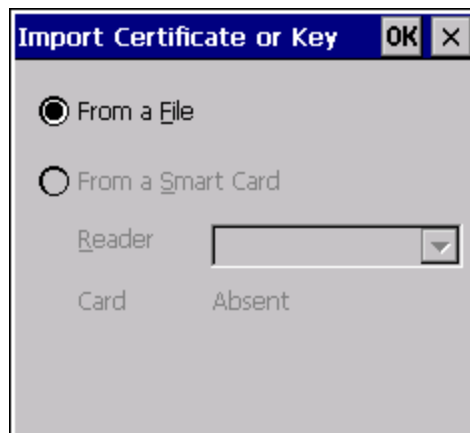 Import Certificate or Key OK ×
From a File
From a Smart Card
Reader
Card Absent